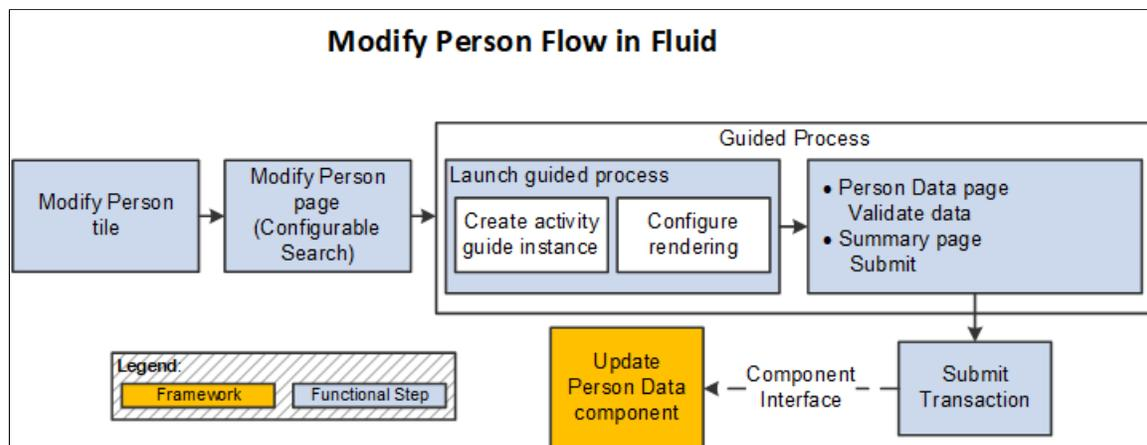 Modify Person Flow in Fluid
Guided Process
Modify Person
tile
Modify Person
page
(Configurable
Search)
Launch guided process
Create activity
guide instance
Configure
rendering
• Person Data page
Validate data
• Summary page
Submit
Update
Person Data
component
Component
Interface
Submit
Transaction
Legend:
Framework
Functional Step